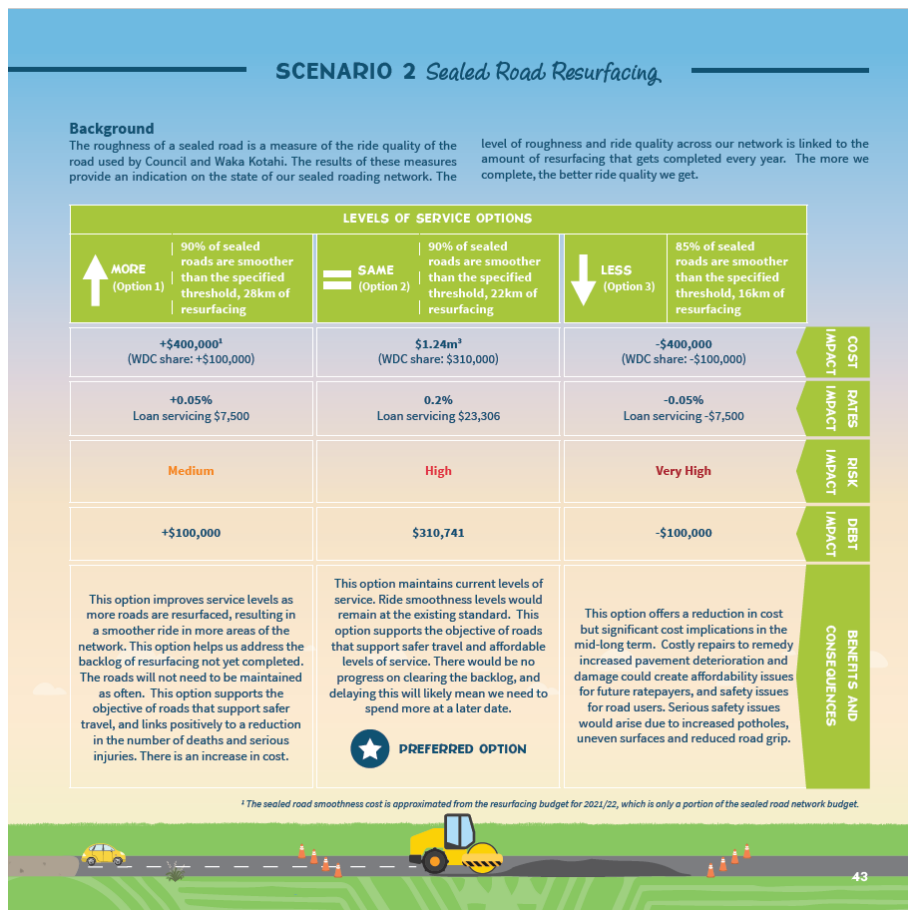 SCENARIO 2 Sealed Road Resurfacing
Background
The roughness of a sealed road is a measure of the ride quality of the
road used by Council and Waka Kotahi. The results of these measures
provide an indication on the state of our sealed roading network. The
level of roughness and ride quality across our network is linked to the
amount of resurfacing that gets completed every year. The more we
complete, the better ride quality we get.
LEVELS OF SERVICE OPTIONS
MORE
(Option 1)
90% of sealed
roads are smoother
than the specified
threshold, 28km of
resurfacing
SAME
(Option 2)
90% of sealed
roads are smoother
than the specified
threshold, 22km of
resurfacing
LESS
(Option 3)
85% of sealed
roads are smoother
than the specified
threshold, 16km of
resurfacing
+$400,000¹
(WDC share: +$100,000)
$1.24m³
(WDC share: $310,000)
-$400,000
(WDC share: -$100,000)
COST
IMPACT
+0.05%
Loan servicing $7,500
0.2%
Loan servicing $23,306
-0.05%
Loan servicing -$7,500
RATES
IMPACT
Medium
High
Very High
RISK
IMPACT
+$100,000
$310,741
-$100,000
DEBT
IMPACT
This option improves service levels as
more roads are resurfaced, resulting in
a smoother ride in more areas of the
network. This option helps us address the
backlog of resurfacing not yet completed.
The roads will not need to be maintained
as often. This option supports the
objective of roads that support safer
travel, and links positively to a reduction
in the number of deaths and serious
injuries. There is an increase in cost.
This option maintains current levels of
service. Ride smoothness levels would
remain at the existing standard. This
option supports the objective of roads
that support safer travel and affordable
levels of service. There would be no
progress on clearing the backlog, and
delaying this will likely mean we need to
spend more at a later date.
PREFERRED OPTION
This option offers a reduction in cost
but significant cost implications in the
mid-long term. Costly repairs to remedy
increased pavement deterioration and
damage could create affordability issues
for future ratepayers, and safety issues
for road users. Serious safety issues
would arise due to increased potholes,
uneven surfaces and reduced road grip.
BENEFITS AND
CONSEQUENCES
¹ The sealed road smoothness cost is approximated from the resurfacing budget for 2021/22, which is only a portion of the sealed road network budget.
43